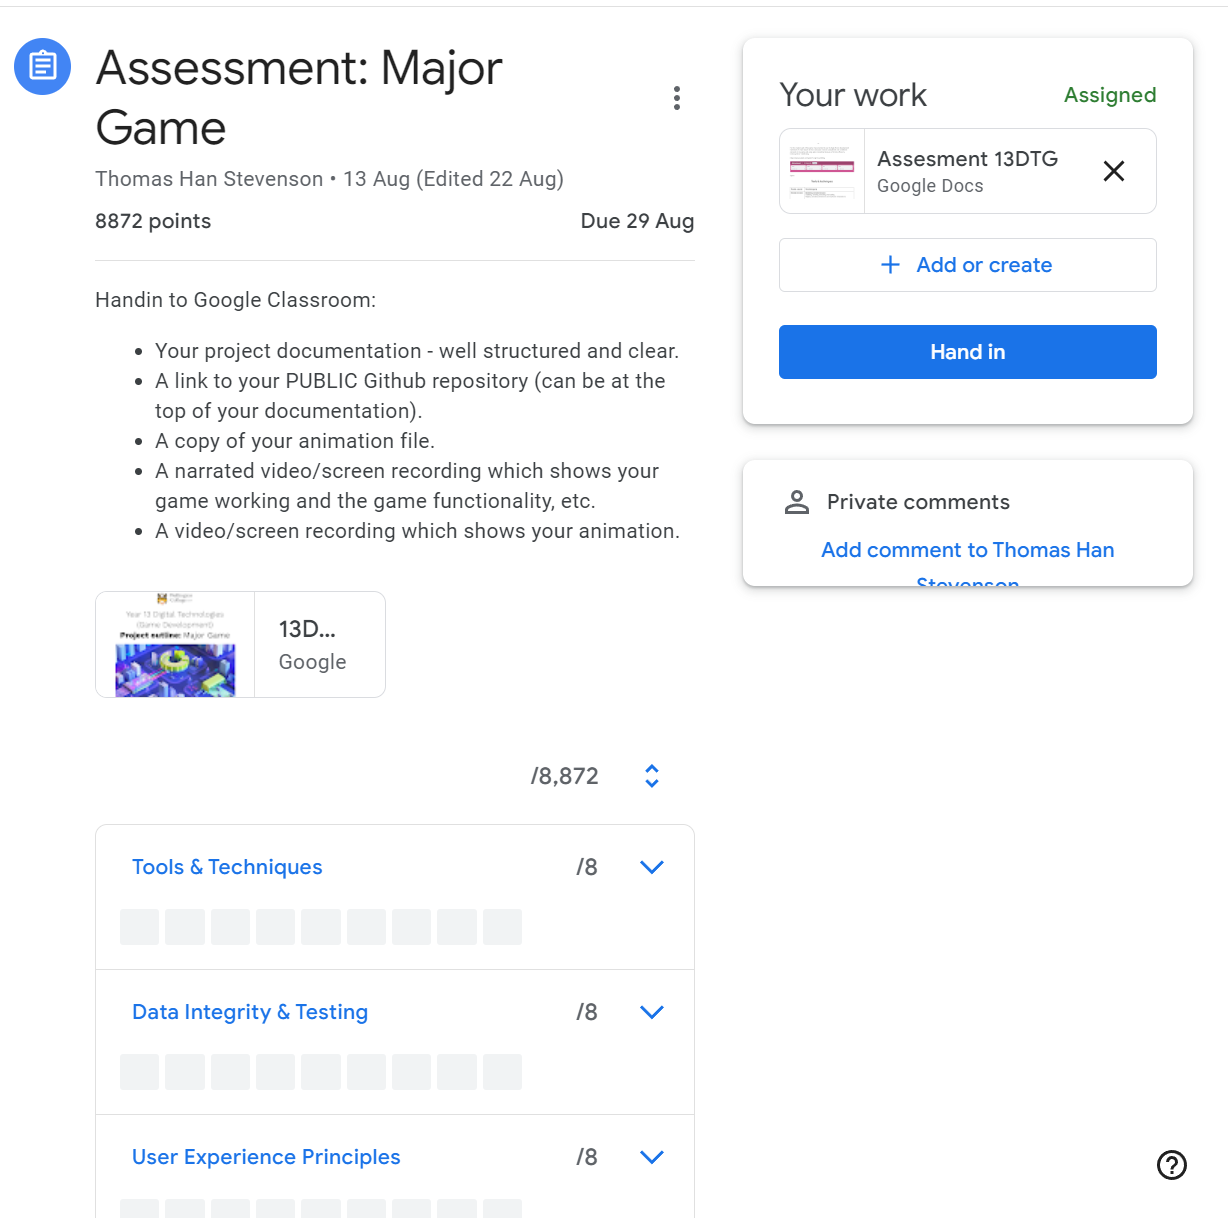 Assessment: Major
Game
Thomas Han Stevenson • 13 Aug (Edited 22 Aug)
8872 points
Due 29 Aug
Handin to Google Classroom:
Your project documentation - well structured and clear.
A link to your PUBLIC Github repository (can be at the
top of your documentation).
A copy of your animation file.
A narrated video/screen recording which shows your
game working and the game functionality, etc.
A video/screen recording which shows your animation.
Year 13 Digital Technologies
(Game Development)
Project outline: Major Game
13D...
Google
/8,872
Tools & Techniques
/8
Data Integrity & Testing
/8
User Experience Principles
/8
Your work
Assigned
Assesment 13DTG
Google Docs
+ Add or create
Hand in
Private comments
Add comment to Thomas Han
Stevenson
?